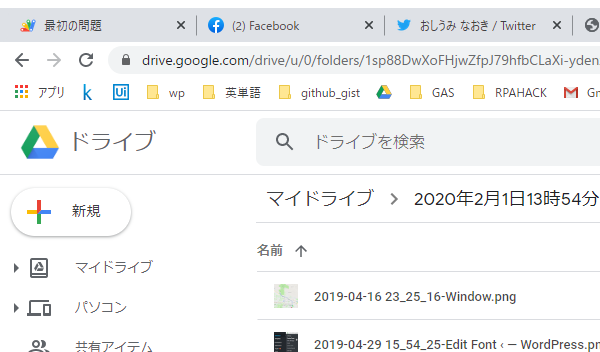 最初の問題 (2) Facebook おしうみ なおき / Twitter
drive.google.com/drive/u/0/folders/1sp88DwXoFHjwZfpJ79hfbCLaXi-yden
アプリ k Ui wp 英単語 github_gist GAS RPAHACK
ドライブ ドライブを検索
新規 マイドライブ 2020年2月1日13時54分
名前
マイドライブ
2019-04-16 23_25_16-Window.png
パソコン
共有アイテム 2019-04-29 15_54_25-Edit Font ‹ — WordPress.pn